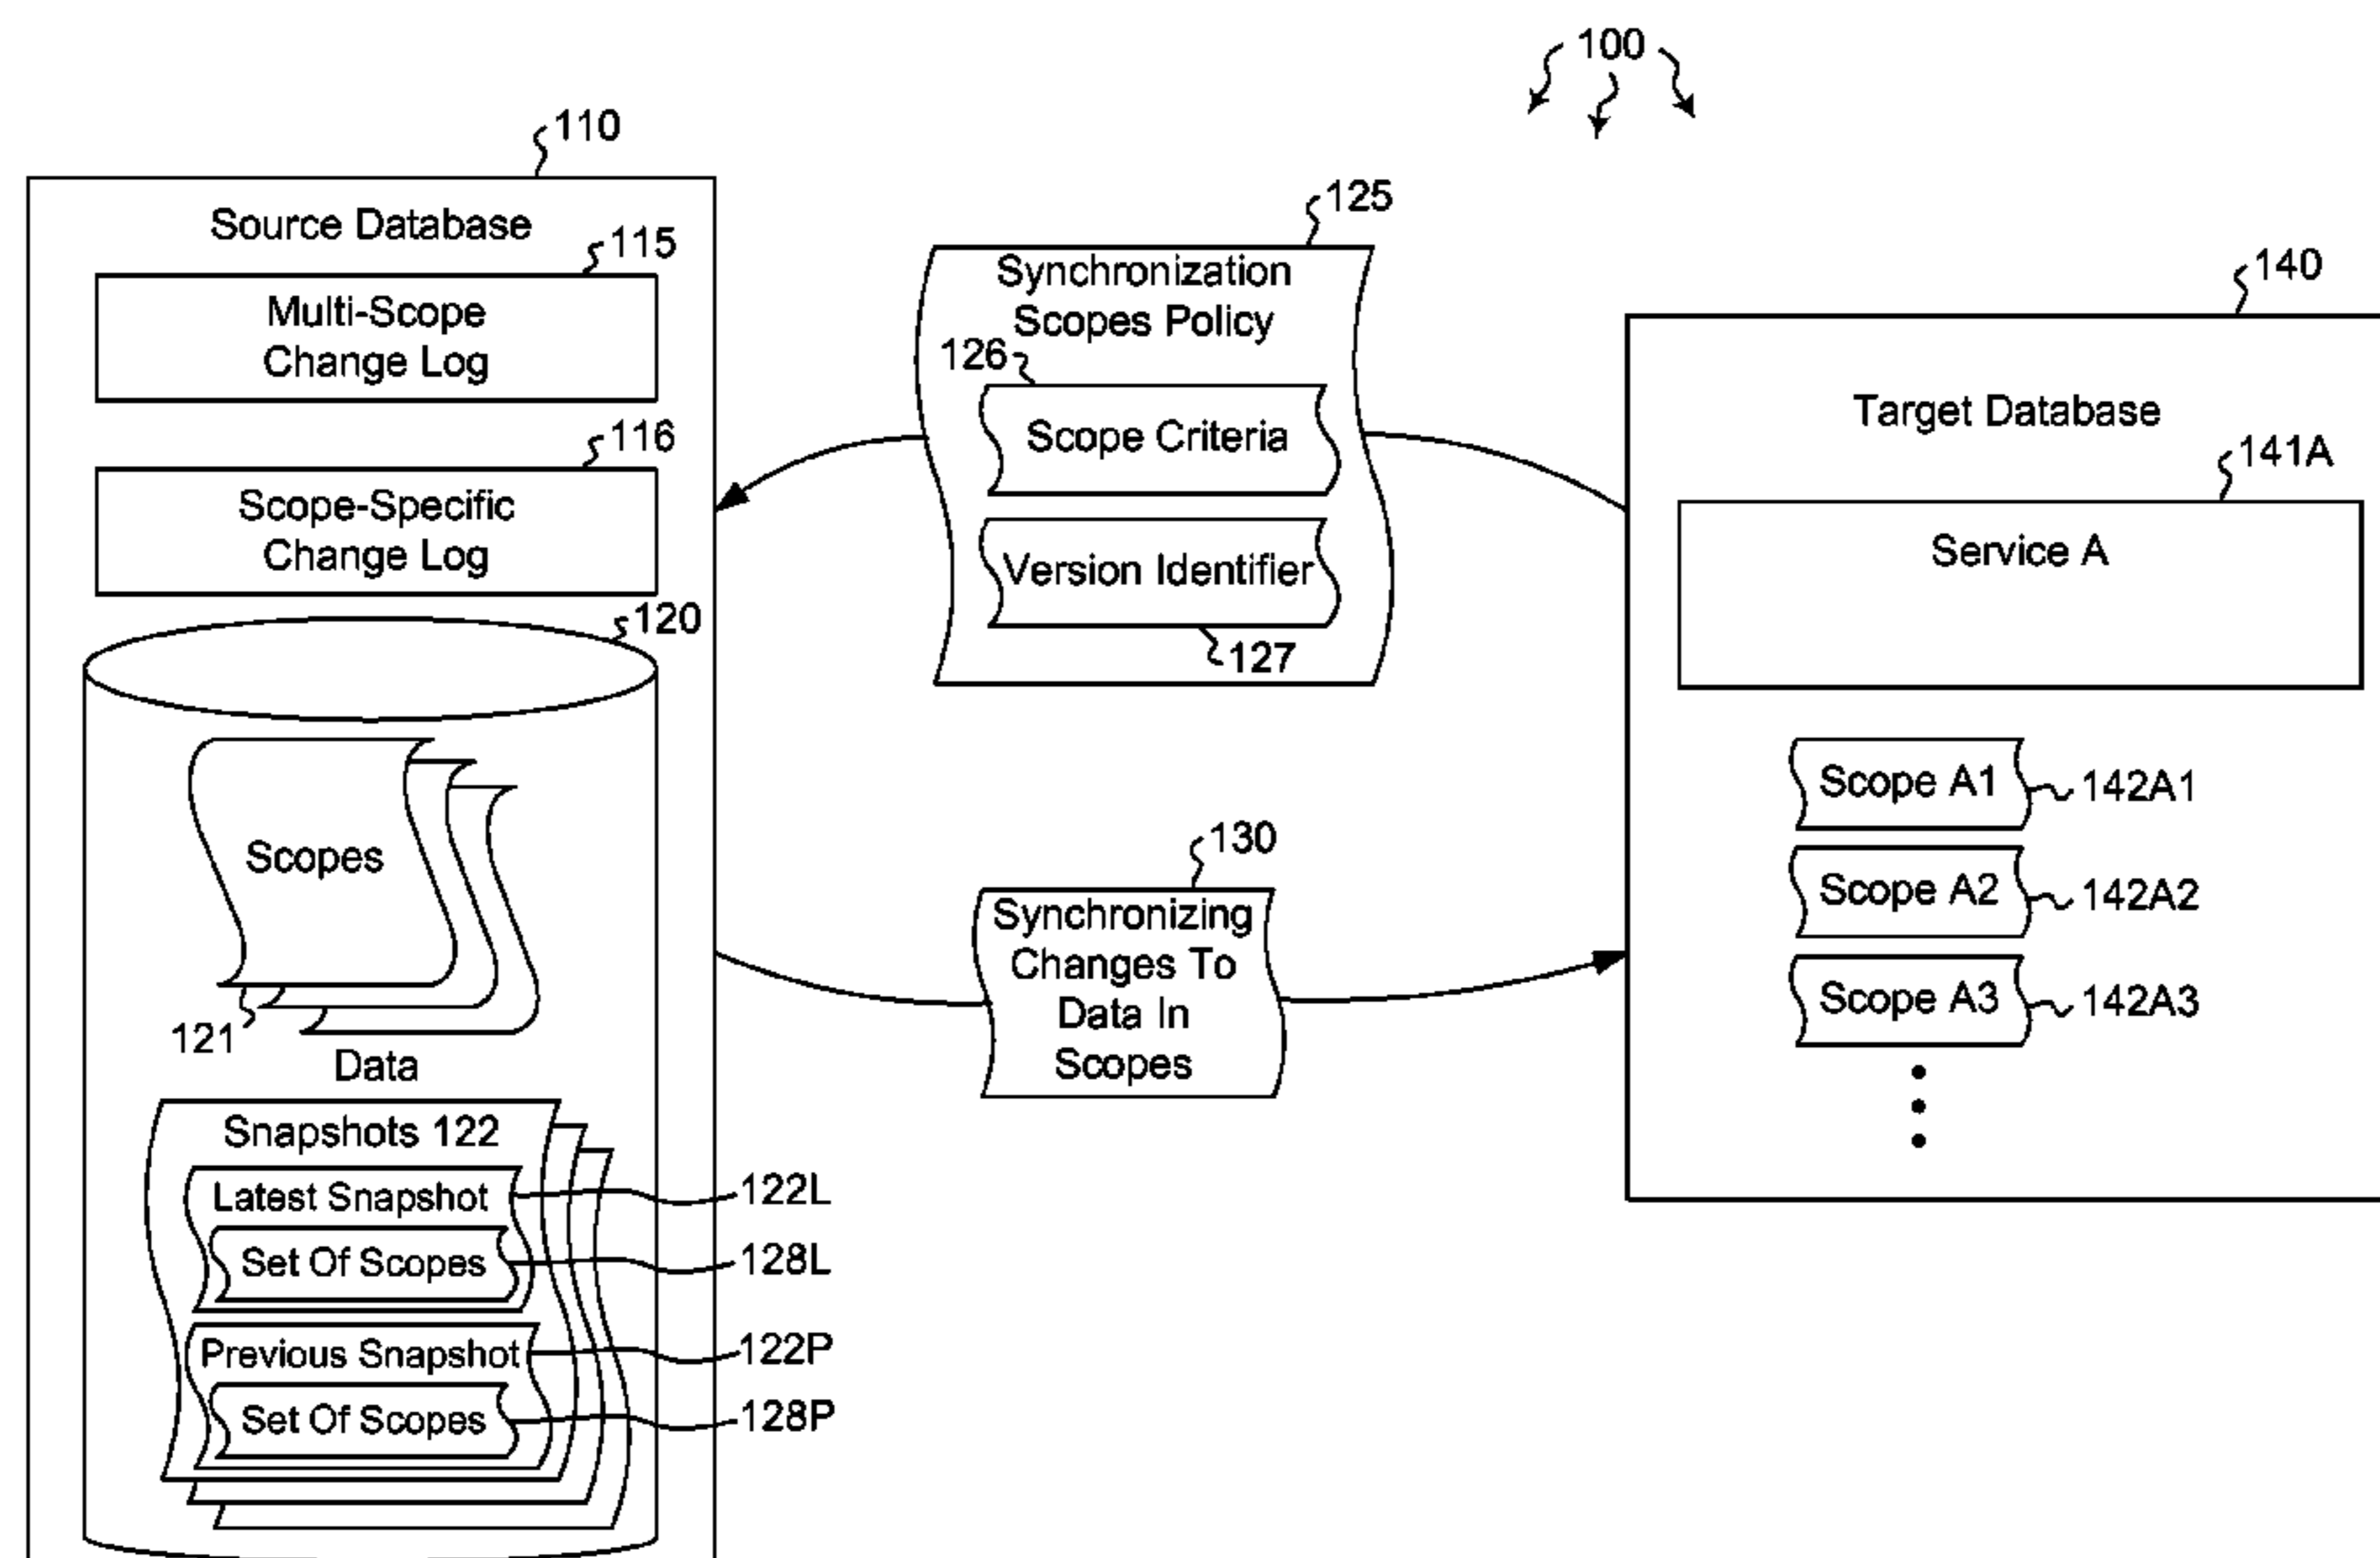 100
110
Source Database
115
Multi-Scope
Change Log
116
Scope-Specific
Change Log
120
Scopes
121
Data
Snapshots 122
Latest Snapshot
122L
Set Of Scopes
128L
Previous Snapshot
122P
Set Of Scopes
128P
125
Synchronization
Scopes Policy
126
Scope Criteria
Version Identifier
127
130
Synchronizing
Changes To
Data In
Scopes
140
Target Database
141A
Service A
Scope A1
142A1
Scope A2
142A2
Scope A3
142A3